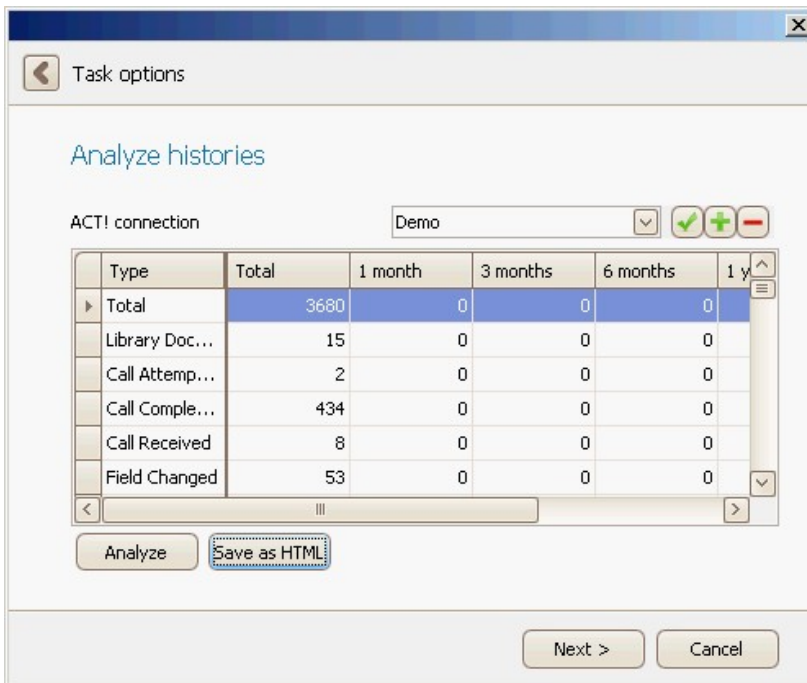 Task options
Analyze histories
ACT! connection Demo
Type Total 1 month 3 months 6 months 1 y
Total 3680 0 0 0
Library Doc... 15 0 0 0
Call Attemp... 2 0 0 0
Call Comple... 434 0 0 0
Call Received 8 0 0 0
Field Changed 53 0 0 0
Analyze Save as HTML
Next > Cancel